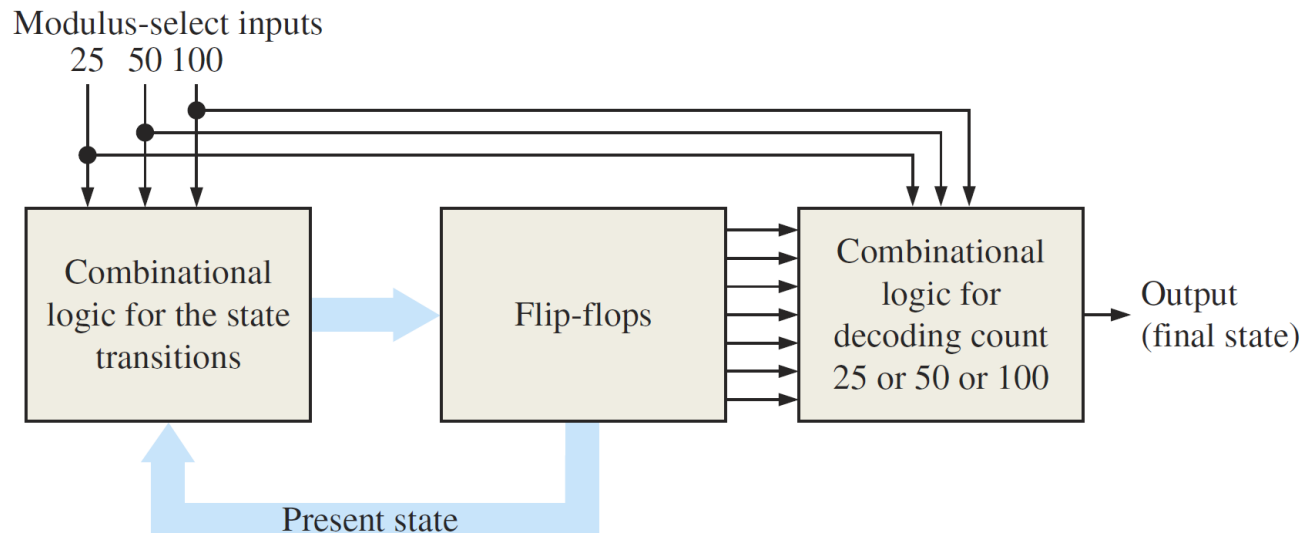 Modulus-select inputs
25 50 100
Combinational
logic for the state
transitions
Flip-flops
Combinational
logic for
decoding count
25 or 50 or 100
Output
(final state)
Present state